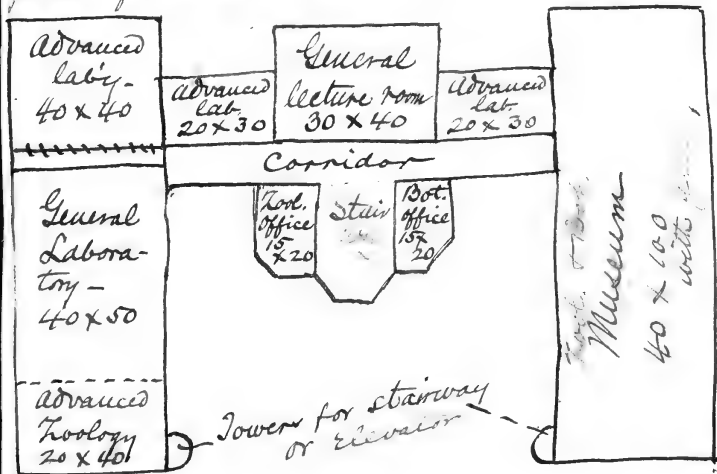 Advanced
lab'y -
40 x 40
Advanced
lab.
20 x 30
General
lecture room
30 x 40
Advanced
lab.
20 x 30
Corridor
General
Labora-
tory -
40 x 50
Zool.
office
15
x 20
Stair
Bot.
office
15 x
20
Museum
40 x 100
with
Advanced
Zoology
20 x 40
Towers for stairway
or Elevator